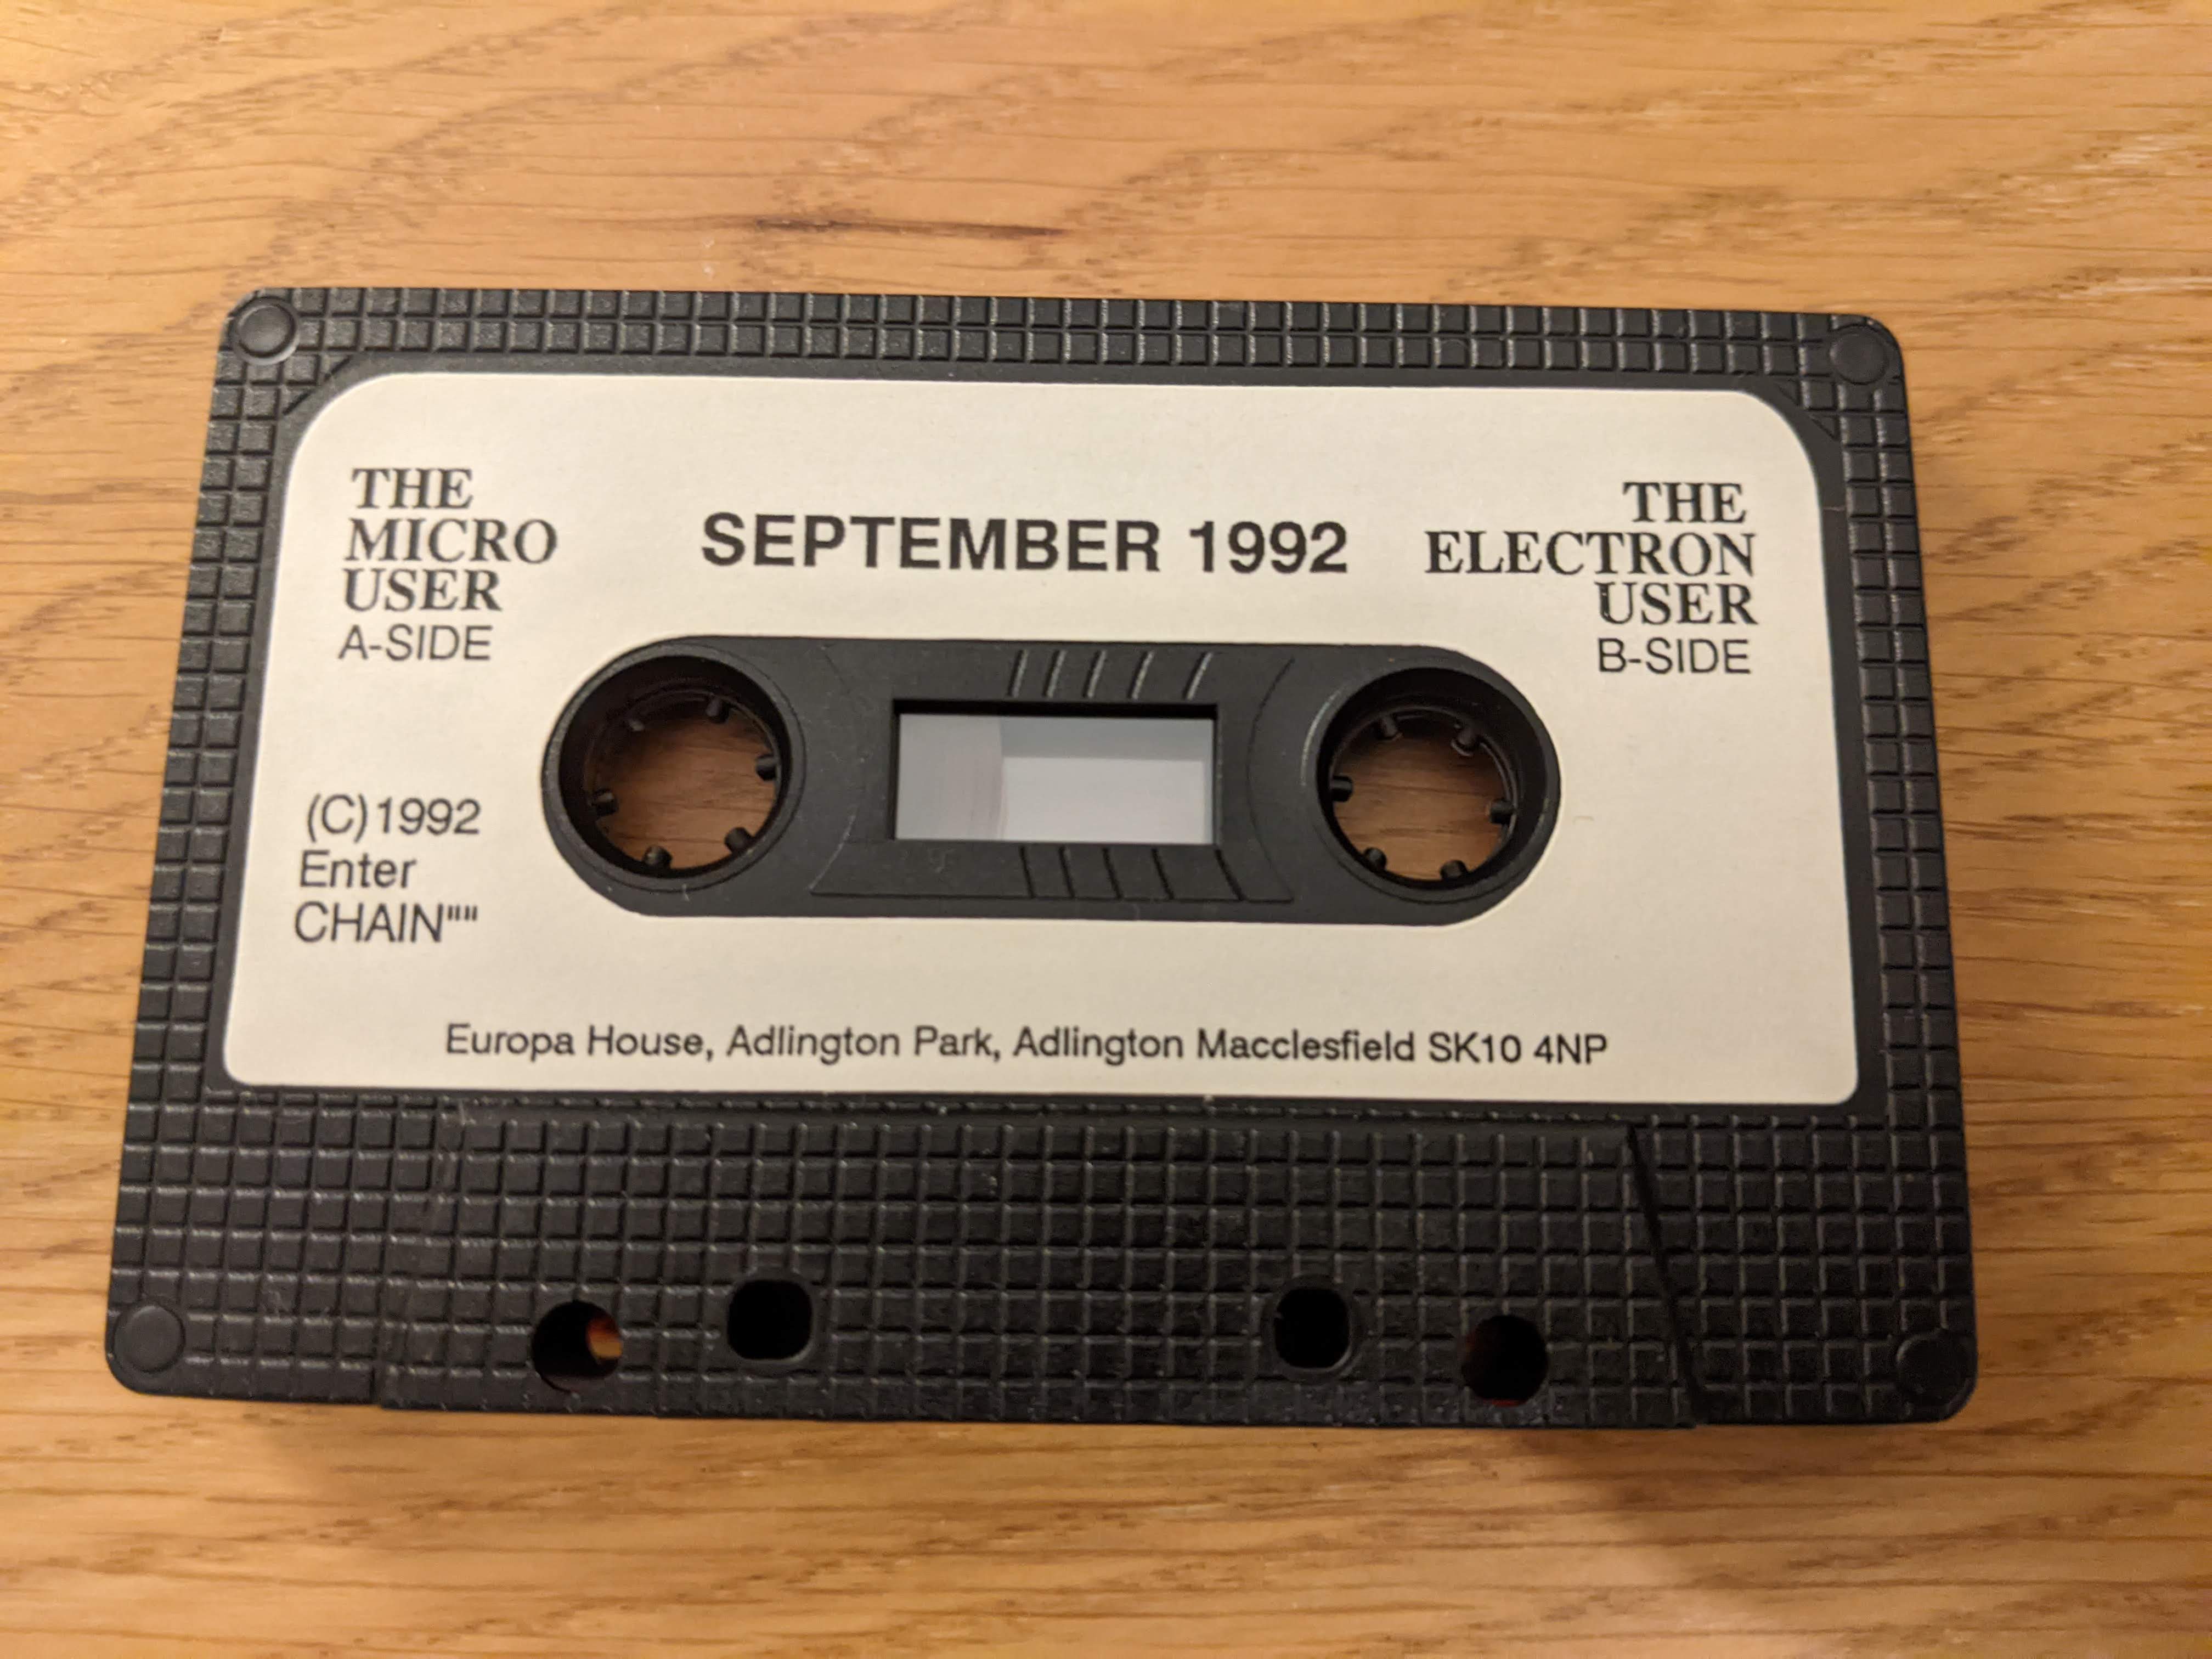 THE
MICRO
USER
A-SIDE
SEPTEMBER 1992
THE
ELECTRON
USER
B-SIDE
(C)1992
Enter
CHAIN""
Europa House, Adlington Park, Adlington Macclesfield SK10 4NP